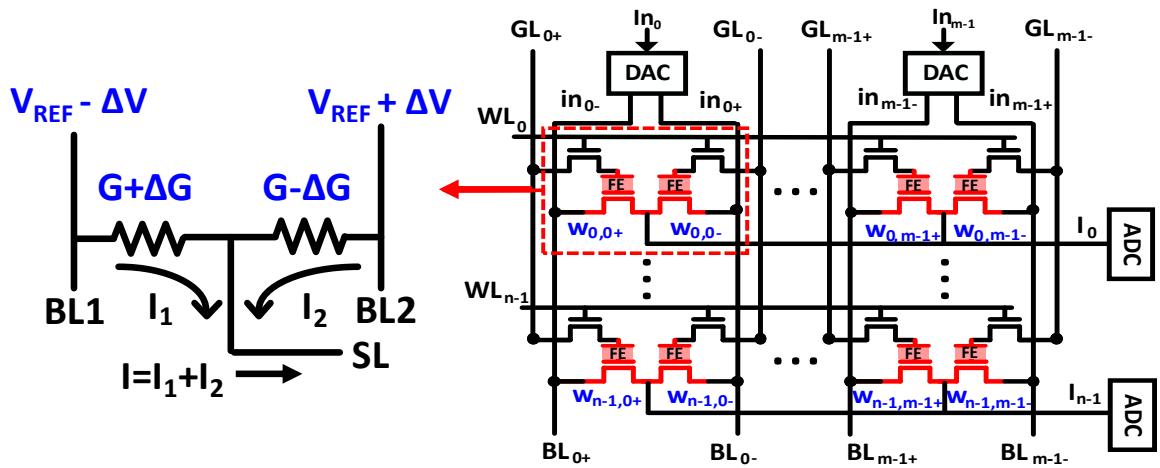 V_REF - ΔV
V_REF + ΔV
G+ΔG
G-ΔG
BL1
I_1
I_2
BL2
SL
I=I_1+I_2
In_0
In_m-1
GL_0+
GL_0-
GL_m-1+
GL_m-1-
DAC
DAC
in_0-
in_0+
in_m-1-
in_m-1+
WL_0
FE
FE
FE
FE
w_0,0+
w_0,0-
w_0,m-1+
w_0,m-1-
I_0
ADC
WL_n-1
FE
FE
FE
FE
w_n-1,0+
w_n-1,0-
w_n-1,m-1+
w_n-1,m-1-
I_n-1
ADC
BL_0+
BL_0-
BL_m-1+
BL_m-1-